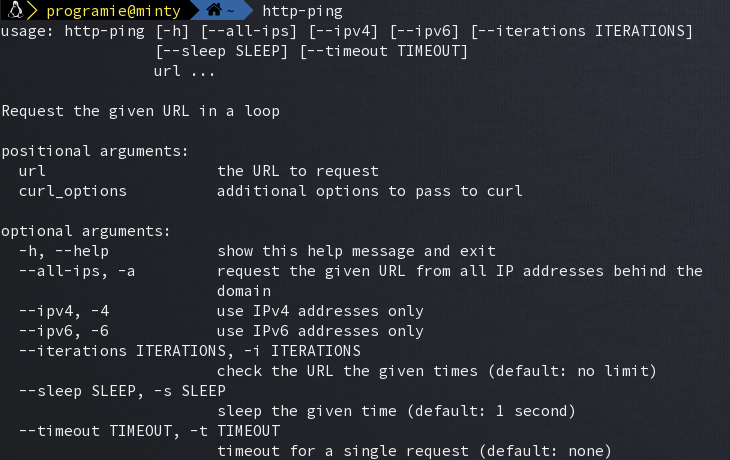 programie@minty ~ http-ping
usage: http-ping [-h] [--all-ips] [--ipv4] [--ipv6] [--iterations ITERATIONS]
[--sleep SLEEP] [--timeout TIMEOUT]
url ...
Request the given URL in a loop
positional arguments:
url the URL to request
curl_options additional options to pass to curl
optional arguments:
-h, --help show this help message and exit
--all-ips, -a request the given URL from all IP addresses behind the
domain
--ipv4, -4 use IPv4 addresses only
--ipv6, -6 use IPv6 addresses only
--iterations ITERATIONS, -i ITERATIONS
check the URL the given times (default: no limit)
--sleep SLEEP, -s SLEEP
sleep the given time (default: 1 second)
--timeout TIMEOUT, -t TIMEOUT
timeout for a single request (default: none)